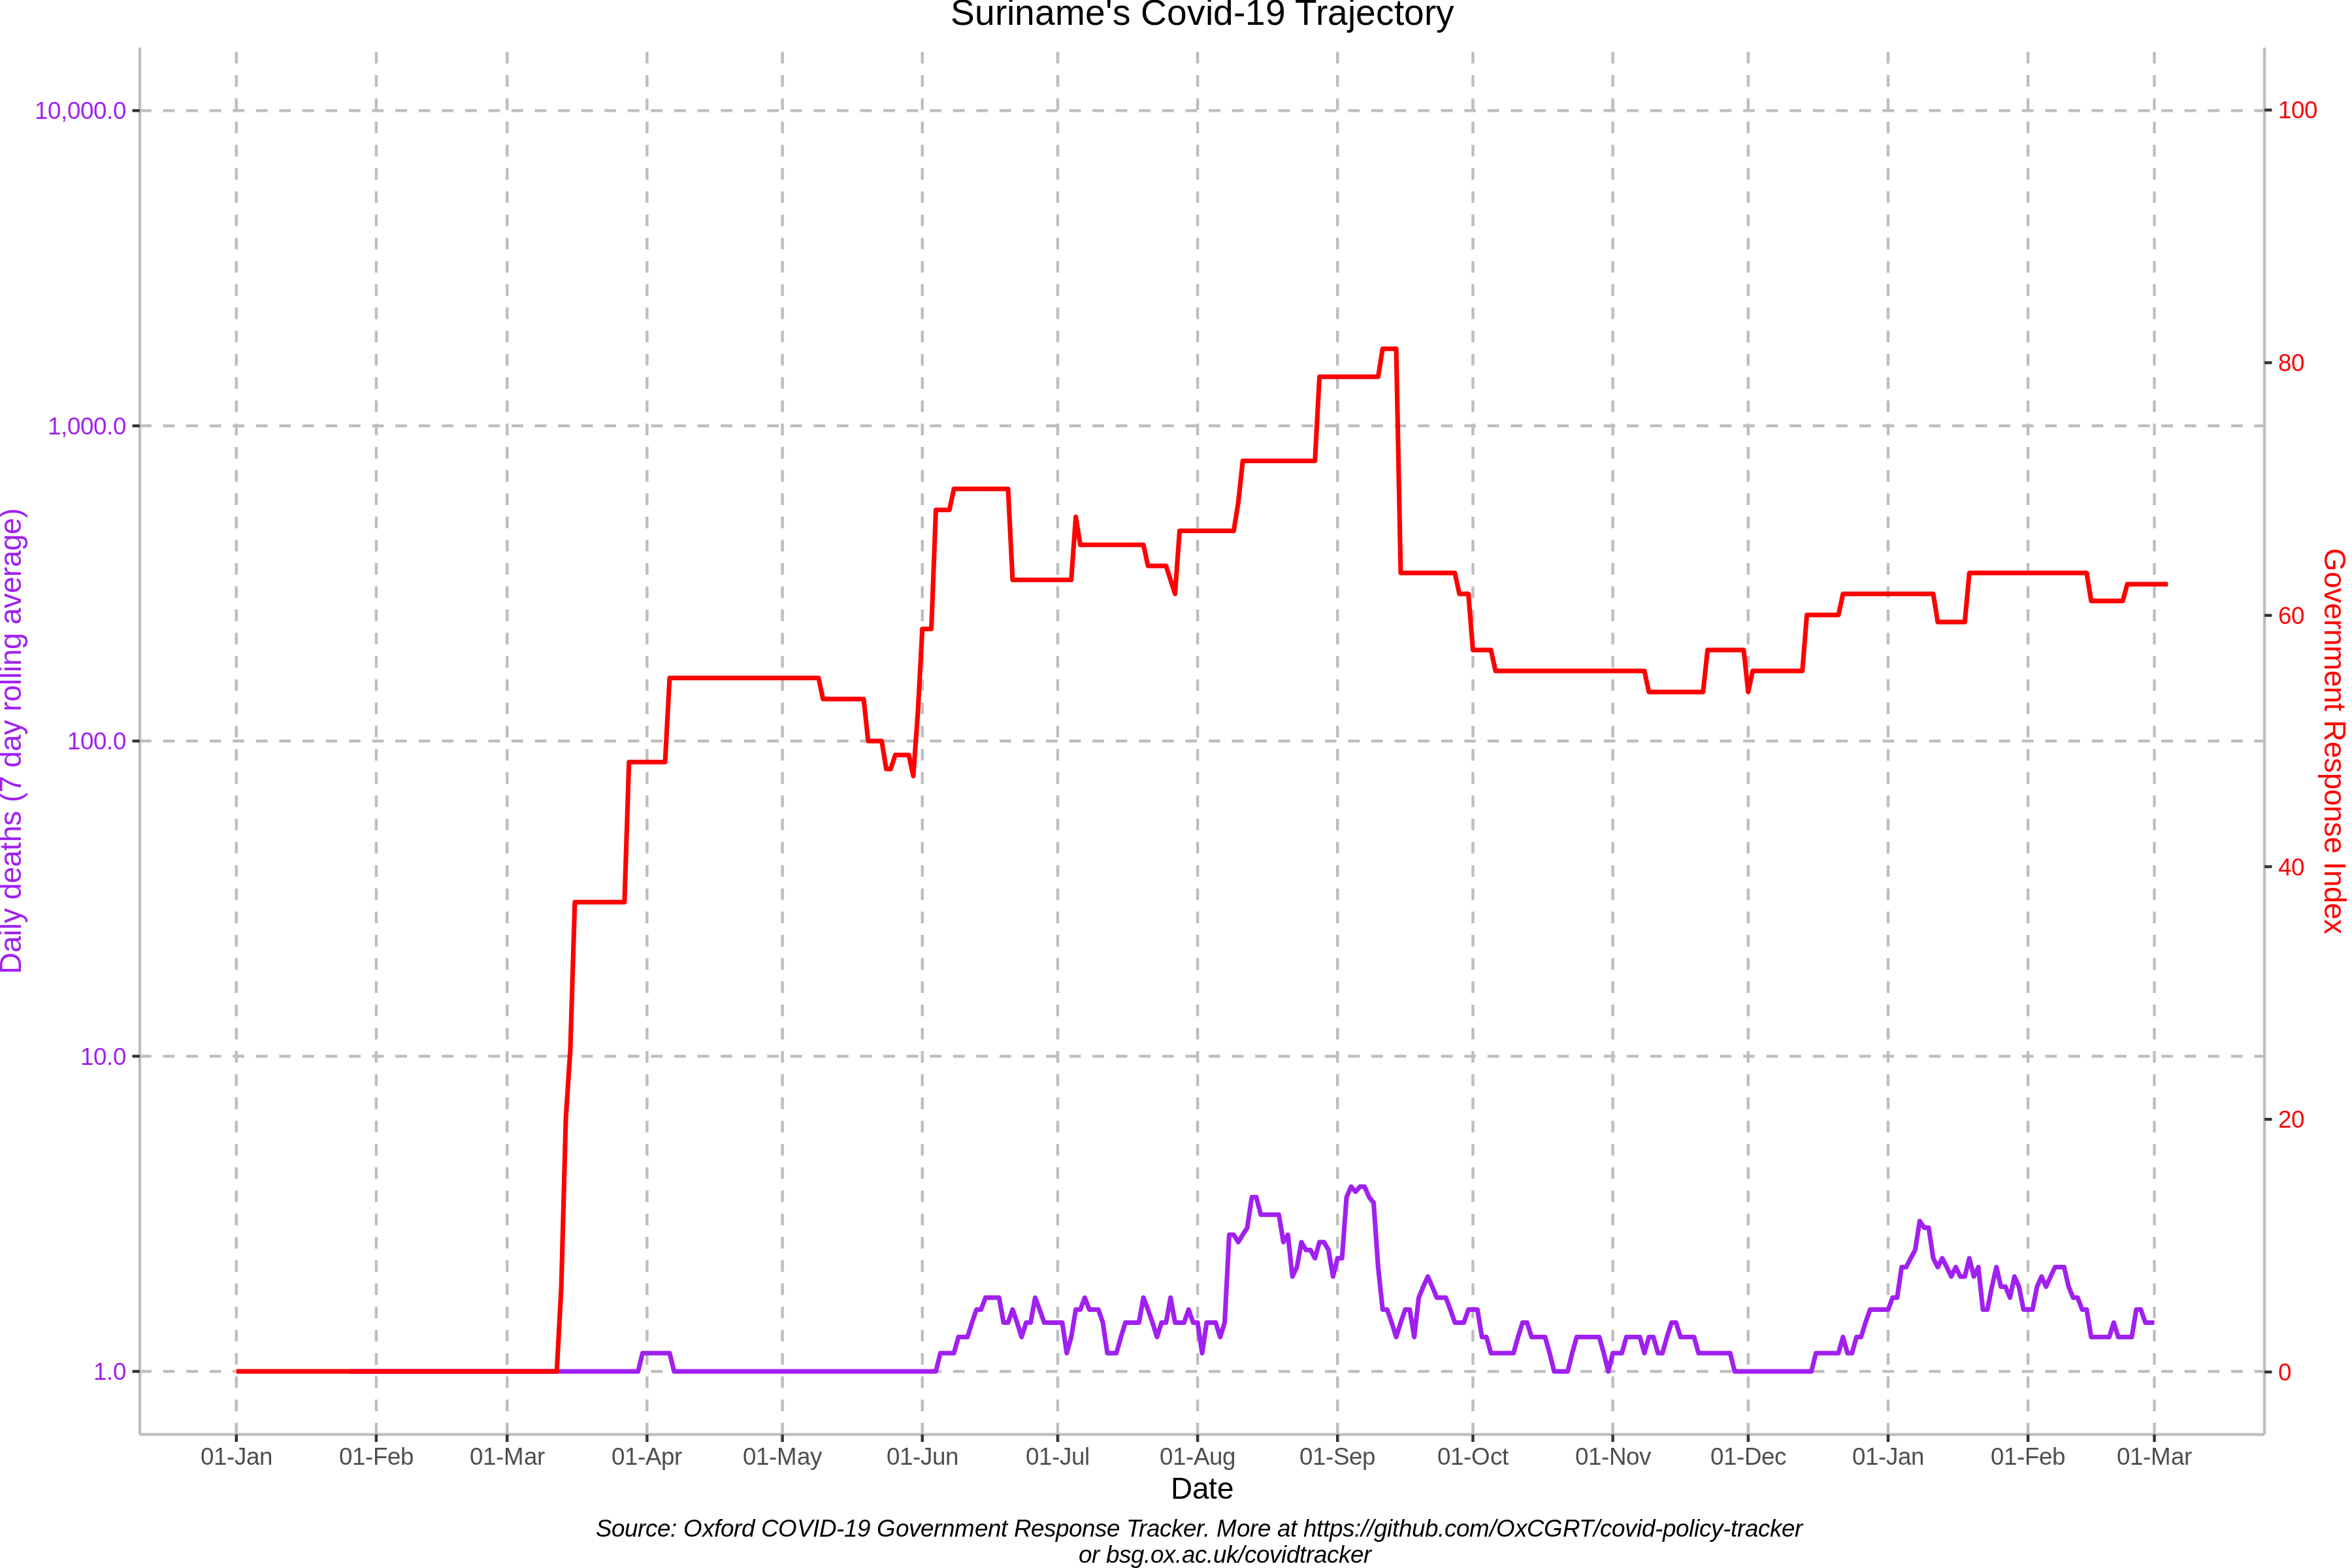 Suriname's Covid-19 Trajectory
10,000.0
1,000.0
100.0
10.0
1.0
Daily deaths (7 day rolling average)
100
80
60
40
20
0
Government Response Index
01-Jan 01-Feb 01-Mar 01-Apr 01-May 01-Jun 01-Jul 01-Aug 01-Sep 01-Oct 01-Nov 01-Dec 01-Jan 01-Feb 01-Mar
Date
Source: Oxford COVID-19 Government Response Tracker. More at https://github.com/OxCGRT/covid-policy-tracker
or bsg.ox.ac.uk/covidtracker